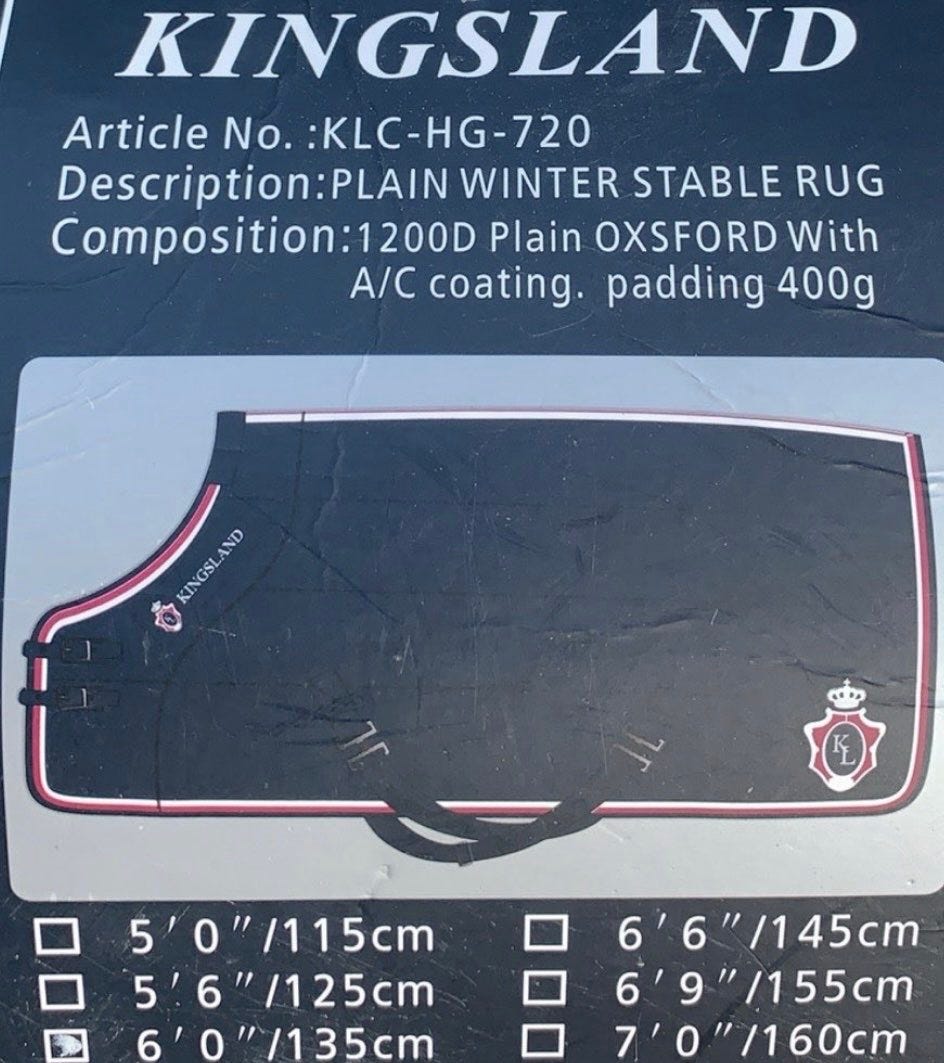 KINGSLAND
Article No. :KLC-HG-720
Description:PLAIN WINTER STABLE RUG
Composition:1200D Plain OXSFORD With
A/C coating. padding 400g
KINGSLAND
KL
5'0"/115cm
6'6"/145cm
5'6"/125cm
6'9"/155cm
6'0"/135cm
7'0"/160cm